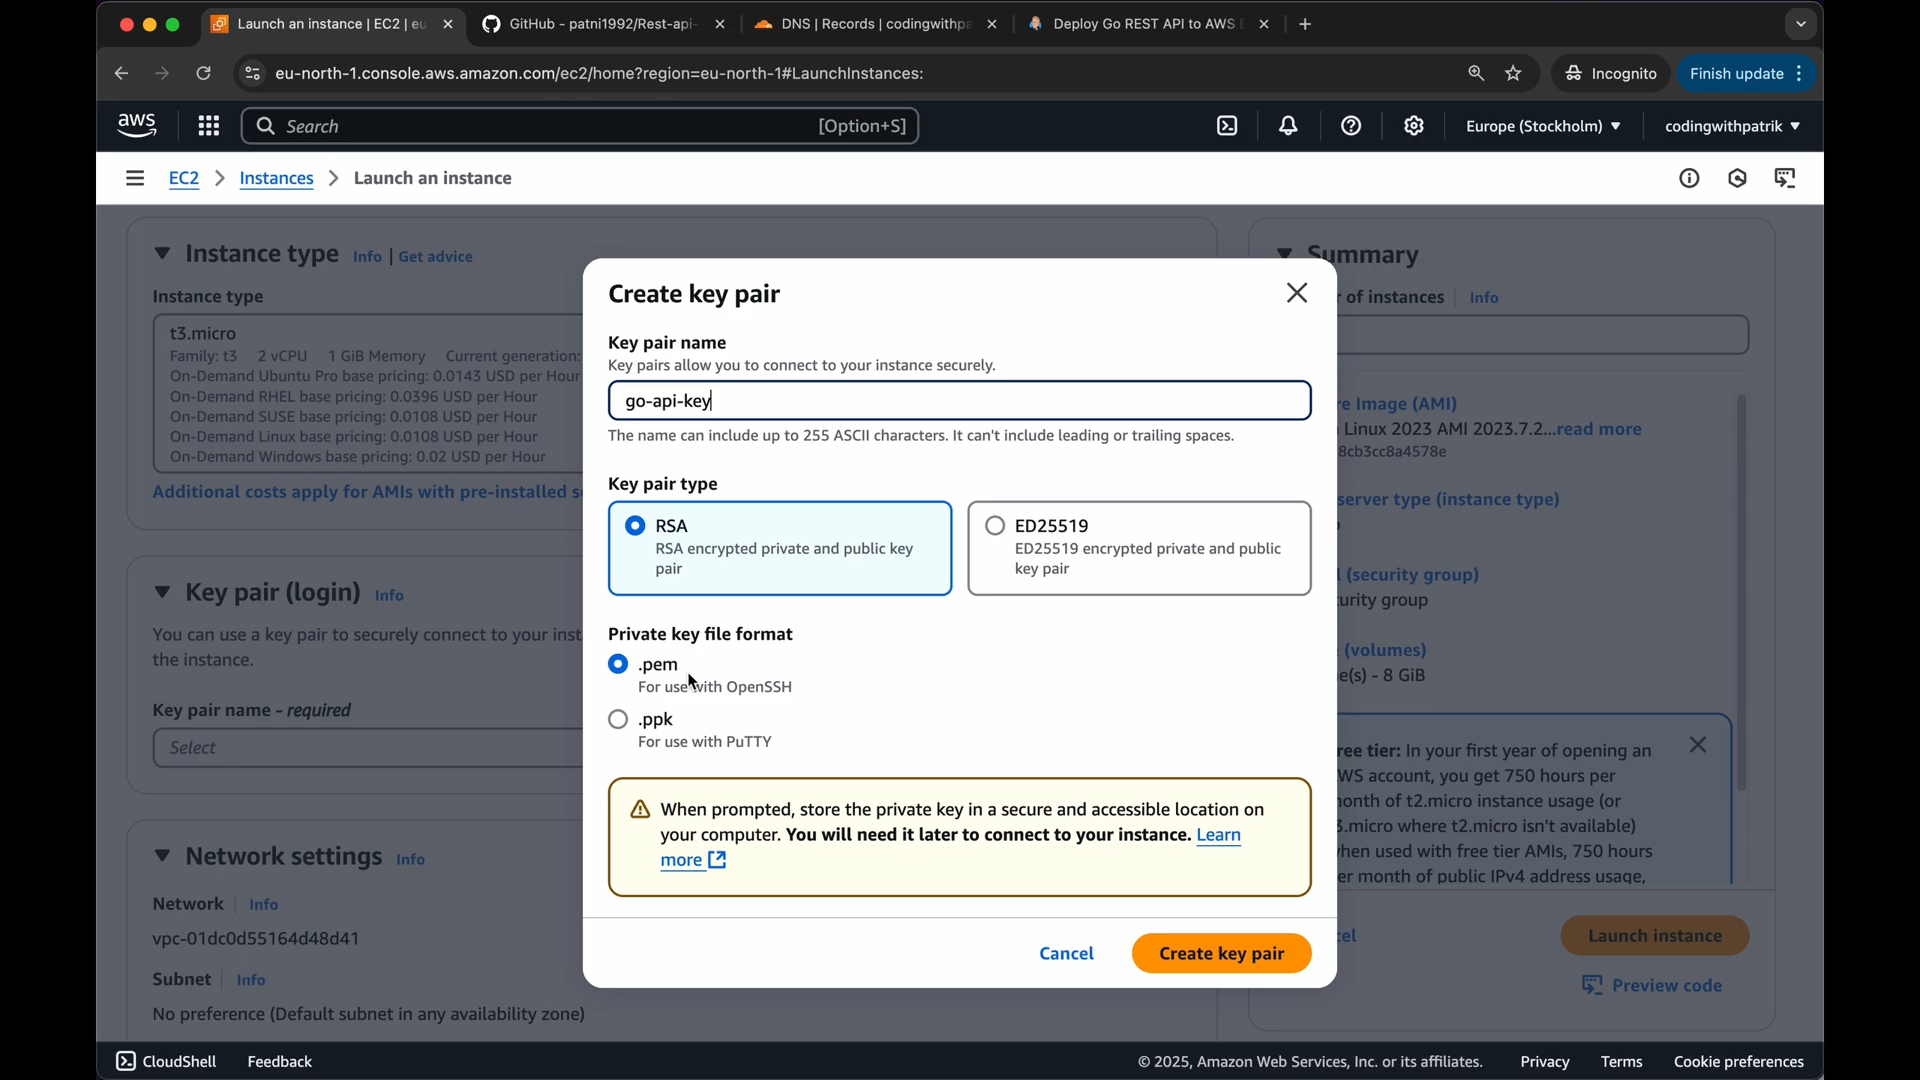 Launch an instance | EC2 | eu
GitHub - patni1992/Rest-api-
DNS | Records | codingwithpa
Deploy Go REST API to AWS
eu-north-1.console.aws.amazon.com/ec2/home?region=eu-north-1#LaunchInstances:
Incognito
Finish update
aws
Search
[Option+S]
Europe (Stockholm)
codingwithpatrik
EC2
Instances
Launch an instance
Instance type
Info
Get advice
Instance type
t3.micro
Family: t3 2 vCPU 1 GiB Memory Current generation:
On-Demand Ubuntu Pro base pricing: 0.0143 USD per Hour
On-Demand RHEL base pricing: 0.0396 USD per Hour
On-Demand SUSE base pricing: 0.0108 USD per Hour
On-Demand Linux base pricing: 0.0108 USD per Hour
On-Demand Windows base pricing: 0.02 USD per Hour
Additional costs apply for AMIs with pre-installed
Key pair (login)
Info
You can use a key pair to securely connect to your inst
the instance.
Key pair name - required
Select
Network settings
Info
Network
Info
vpc-01dc0d55164d48d41
Subnet
Info
No preference (Default subnet in any availability zone)
Create key pair
Key pair name
Key pairs allow you to connect to your instance securely.
go-api-key
The name can include up to 255 ASCII characters. It can't include leading or trailing spaces.
Key pair type
RSA
RSA encrypted private and public key
pair
ED25519
ED25519 encrypted private and public
key pair
Private key file format
.pem
For use with OpenSSH
.ppk
For use with PuTTY
When prompted, store the private key in a secure and accessible location on
your computer. You will need it later to connect to your instance. Learn
more
Cancel
Create key pair
Summary
r of instances
Info
re Image (AMI)
Linux 2023 AMI 2023.7.2...read more
8cb3cc8a4578e
server type (instance type)
(security group)
urity group
(volumes)
e(s) - 8 GiB
ree tier: In your first year of opening an
WS account, you get 750 hours per
onth of t2.micro instance usage (or
3.micro where t2.micro isn't available)
hen used with free tier AMIs, 750 hours
er month of public IPv4 address usage,
cel
Launch instance
Preview code
CloudShell
Feedback
© 2025, Amazon Web Services, Inc. or its affiliates.
Privacy
Terms
Cookie preferences